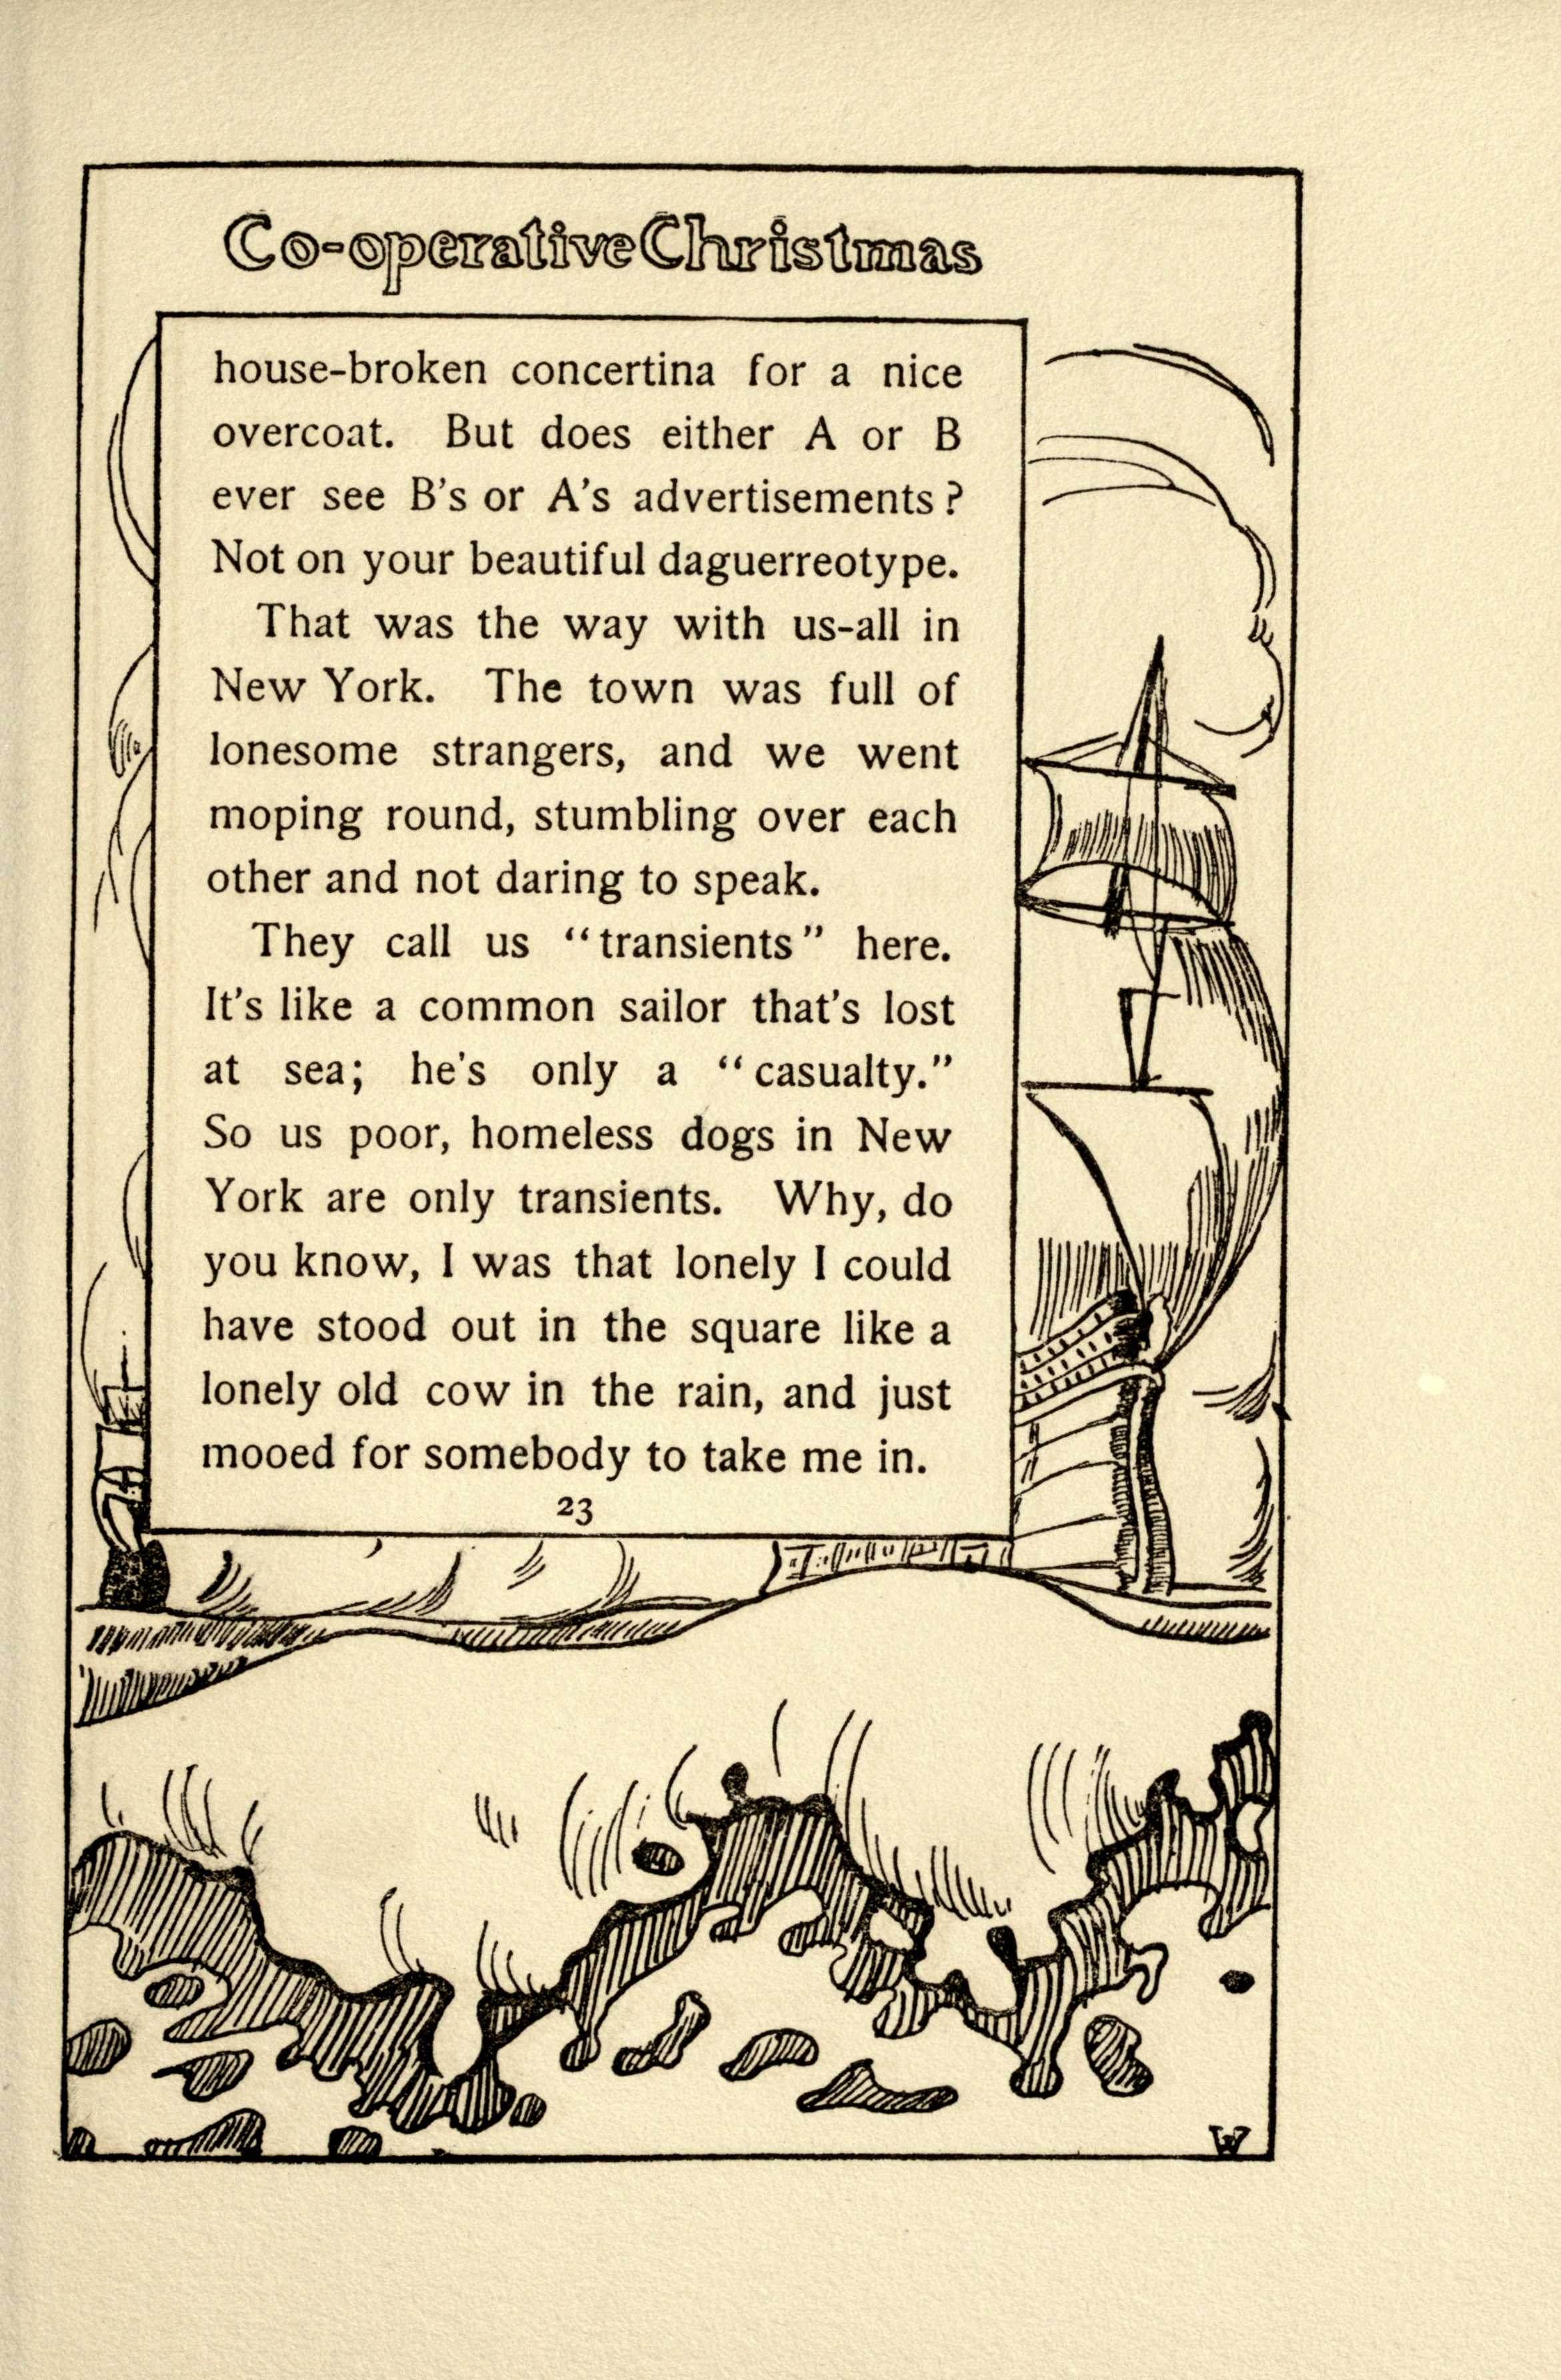 Co-operative Christmas
house-broken concertina for a nice
overcoat. But does either A or B
ever see B's or A's advertisements?
Not on your beautiful daguerreotype.
That was the way with us-all in
New York. The town was full of
lonesome strangers, and we went
moping round, stumbling over each
other and not daring to speak.
They call us "transients" here.
It's like a common sailor that's lost
at sea; he's only a "casualty."
So us poor, homeless dogs in New
York are only transients. Why, do
you know, I was that lonely I could
have stood out in the square like a
lonely old cow in the rain, and just
mooed for somebody to take me in.
23
W